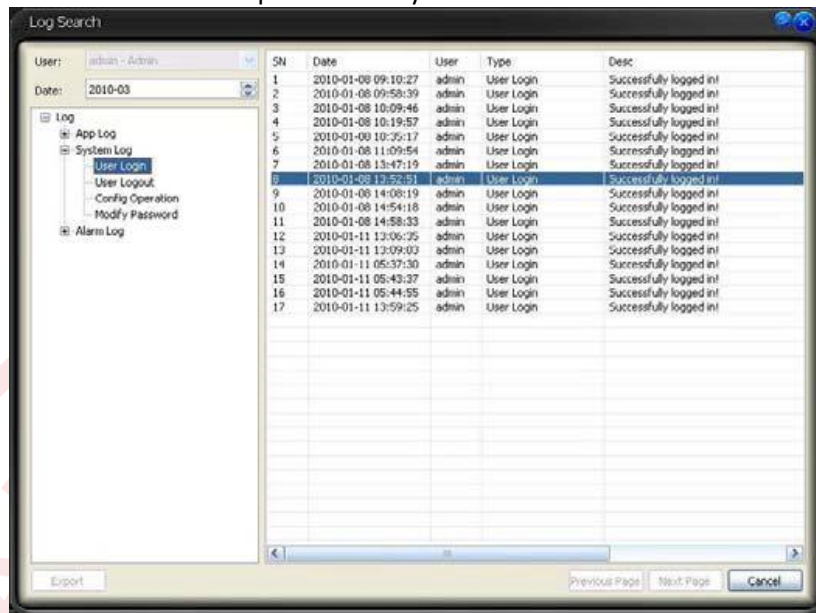 Log Search
User: admin - Admin
Date: 2010-03
Log
App Log
System Log
User Login
User Logout
Config Operation
Modify Password
Alarm Log
SN Date User Type Desc
1 2010-01-08 09:10:27 admin User Login Successfully logged in!
2 2010-01-08 09:58:39 admin User Login Successfully logged in!
3 2010-01-08 10:09:46 admin User Login Successfully logged in!
4 2010-01-08 10:19:57 admin User Login Successfully logged in!
5 2010-01-08 10:35:17 admin User Login Successfully logged in!
6 2010-01-08 11:09:54 admin User Login Successfully logged in!
7 2010-01-08 13:47:19 admin User Login Successfully logged in!
8 2010-01-08 13:52:51 admin User Login Successfully logged in!
9 2010-01-08 14:08:19 admin User Login Successfully logged in!
10 2010-01-08 14:54:18 admin User Login Successfully logged in!
11 2010-01-08 14:58:33 admin User Login Successfully logged in!
12 2010-01-11 13:06:35 admin User Login Successfully logged in!
13 2010-01-11 13:09:03 admin User Login Successfully logged in!
14 2010-01-11 05:37:30 admin User Login Successfully logged in!
15 2010-01-11 05:43:37 admin User Login Successfully logged in!
16 2010-01-11 05:44:55 admin User Login Successfully logged in!
17 2010-01-11 13:59:25 admin User Login Successfully logged in!
Export Previous Page Next Page Cancel